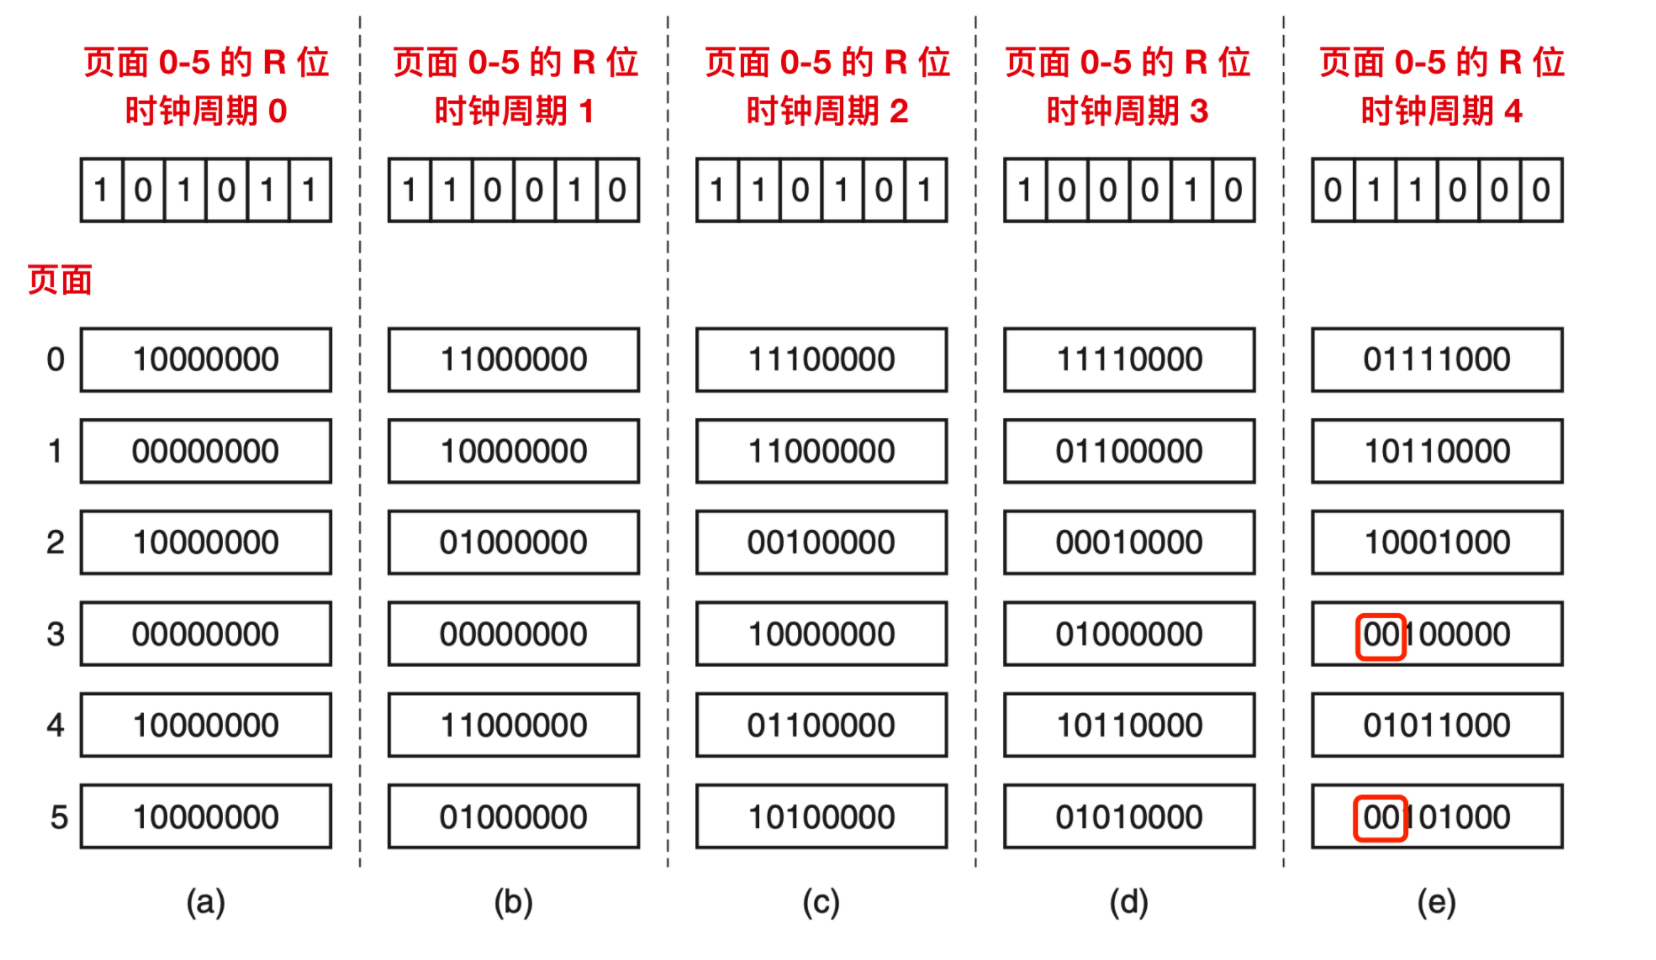 页面 0-5 的 R 位 页面 0-5 的 R 位 页面 0-5 的 R 位 页面 0-5 的 R 位 页面 0-5 的 R 位
时钟周期 0 时钟周期 1 时钟周期 2 时钟周期 3 时钟周期 4
1 0 1 0 1 1 1 1 0 0 1 0 1 1 0 1 0 1 1 0 0 0 1 0 0 1 1 0 0 0
页面
0 10000000 11000000 11100000 11110000 01111000
1 00000000 10000000 11000000 01100000 10110000
2 10000000 01000000 00100000 00010000 10001000
3 00000000 00000000 10000000 01000000 00100000
4 10000000 11000000 01100000 10110000 01011000
5 10000000 01000000 10100000 01010000 00101000
(a) (b) (c) (d) (e)